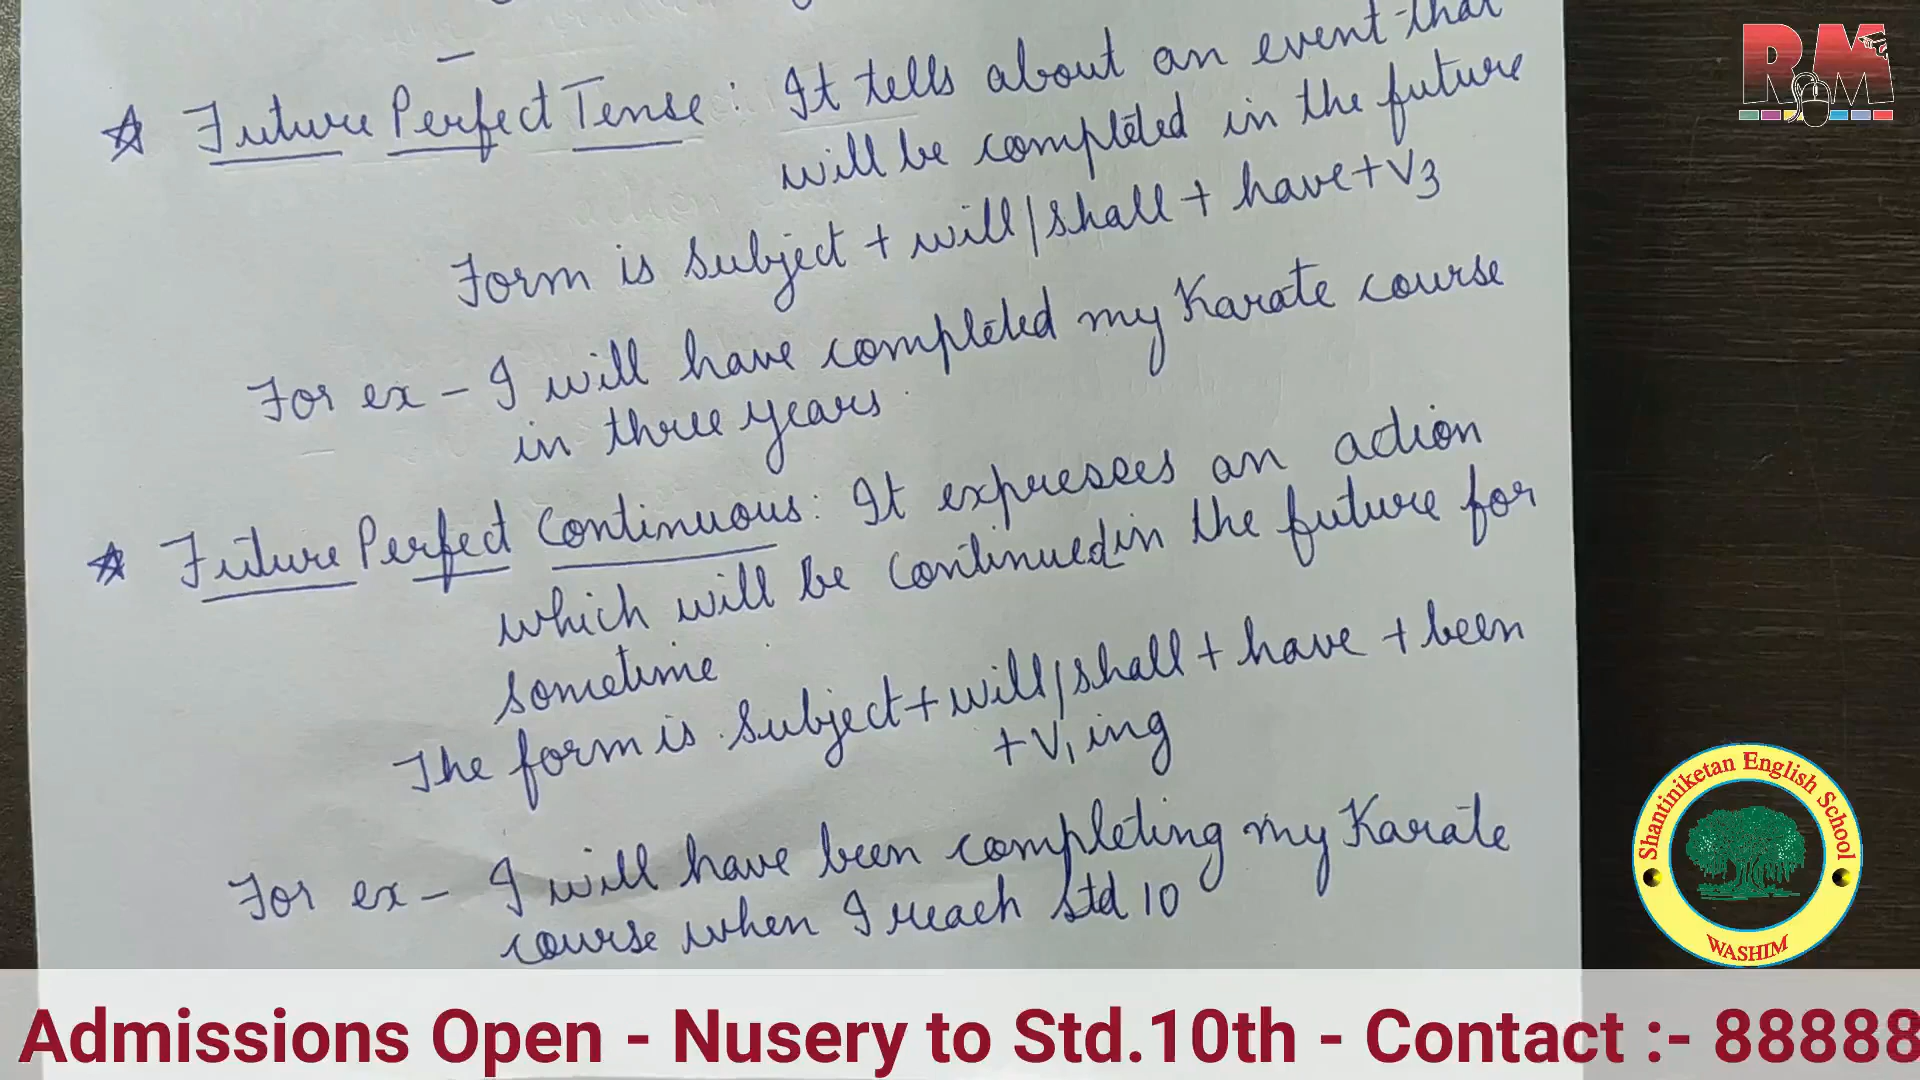 ☆ Future Perfect Tense : It tells about an event that
will be completed in the future
Form is subject + will/shall + have + V3
For ex - I will have completed my Karate course
in three years
☆ Future Perfect Continuous : It expresses an action
which will be continued in the future for
sometime
The form is subject + will/shall + have + been
+ V1 ing
For ex - I will have been completing my Karate
course when I reach Std 10
RM
Shantiniketan English School
WASHIM
Admissions Open - Nusery to Std.10th - Contact :- 88888